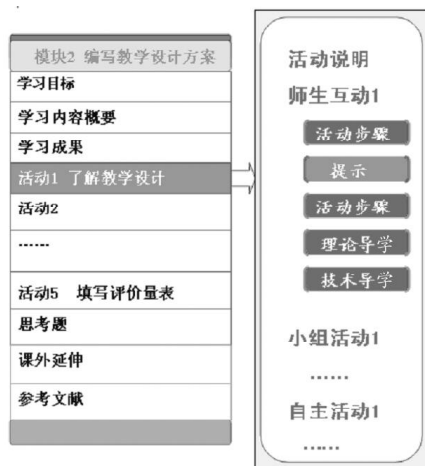 模块2 编写教学设计方案
学习目标
学习内容概要
学习成果
活动1 了解教学设计
活动2
......
活动5 填写评价量表
思考题
课外延伸
参考文献
活动说明
师生互动1
活动步骤
提示
活动步骤
理论导学
技术导学
小组活动1
......
自主活动1
......